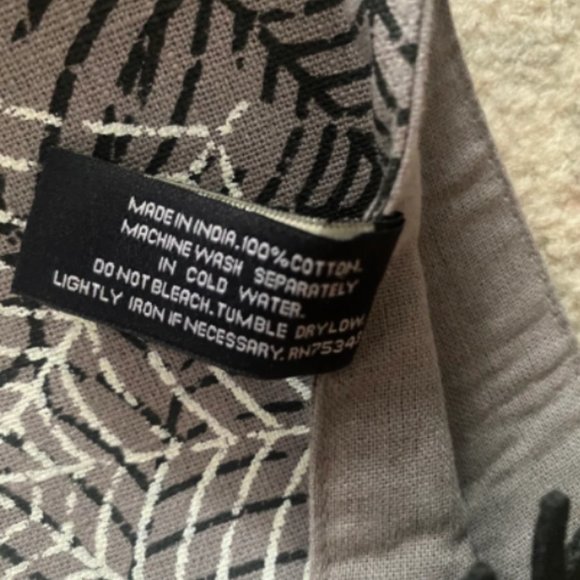 MADE IN INDIA. 100% COTTON.
MACHINE WASH SEPARATELY
IN COLD WATER.
DO NOT BLEACH. TUMBLE DRY LOW.
LIGHTLY IRON IF NECESSARY. RN75341